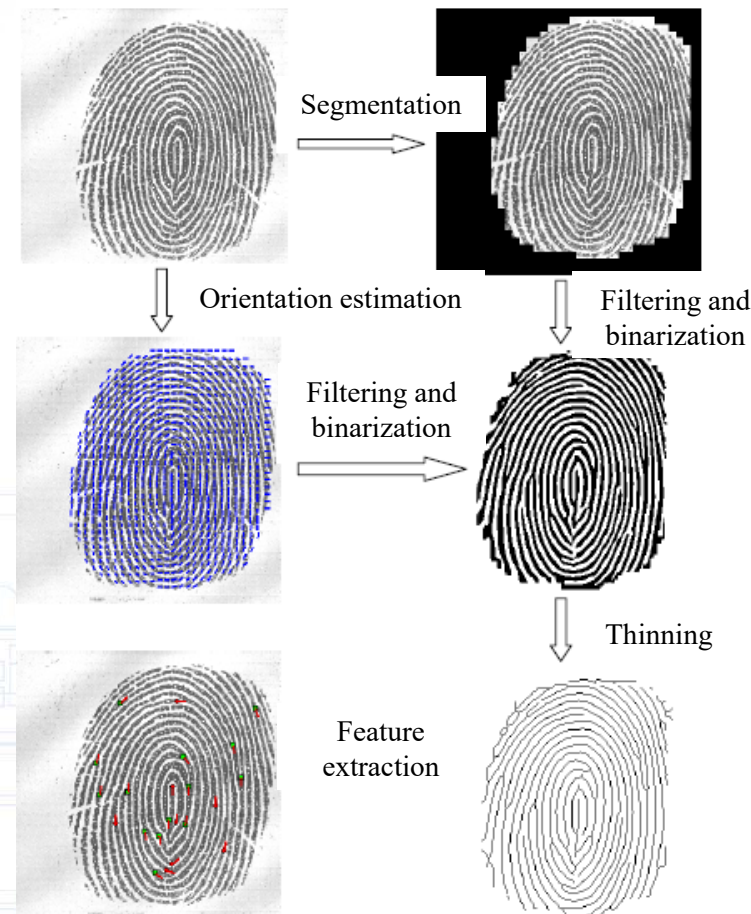 Segmentation
Orientation estimation
Filtering and
binarization
Filtering and
binarization
Thinning
Feature
extraction